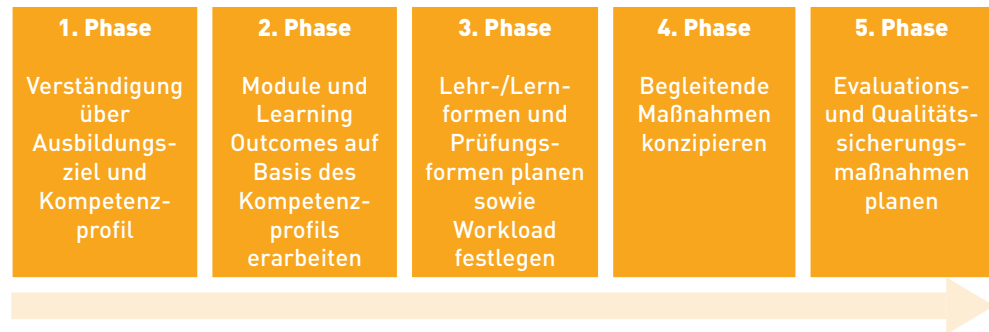 1. Phase
Verständigung
über
Ausbildungs-
ziel und
Kompetenz-
profil
2. Phase
Module und
Learning
Outcomes auf
Basis des
Kompetenz-
profils
erarbeiten
3. Phase
Lehr-/Lern-
formen und
Prüfungs-
formen planen
sowie
Workload
festlegen
4. Phase
Begleitende
Maßnahmen
konzipieren
5. Phase
Evaluations-
und Qualitäts-
sicherungs-
maßnahmen
planen